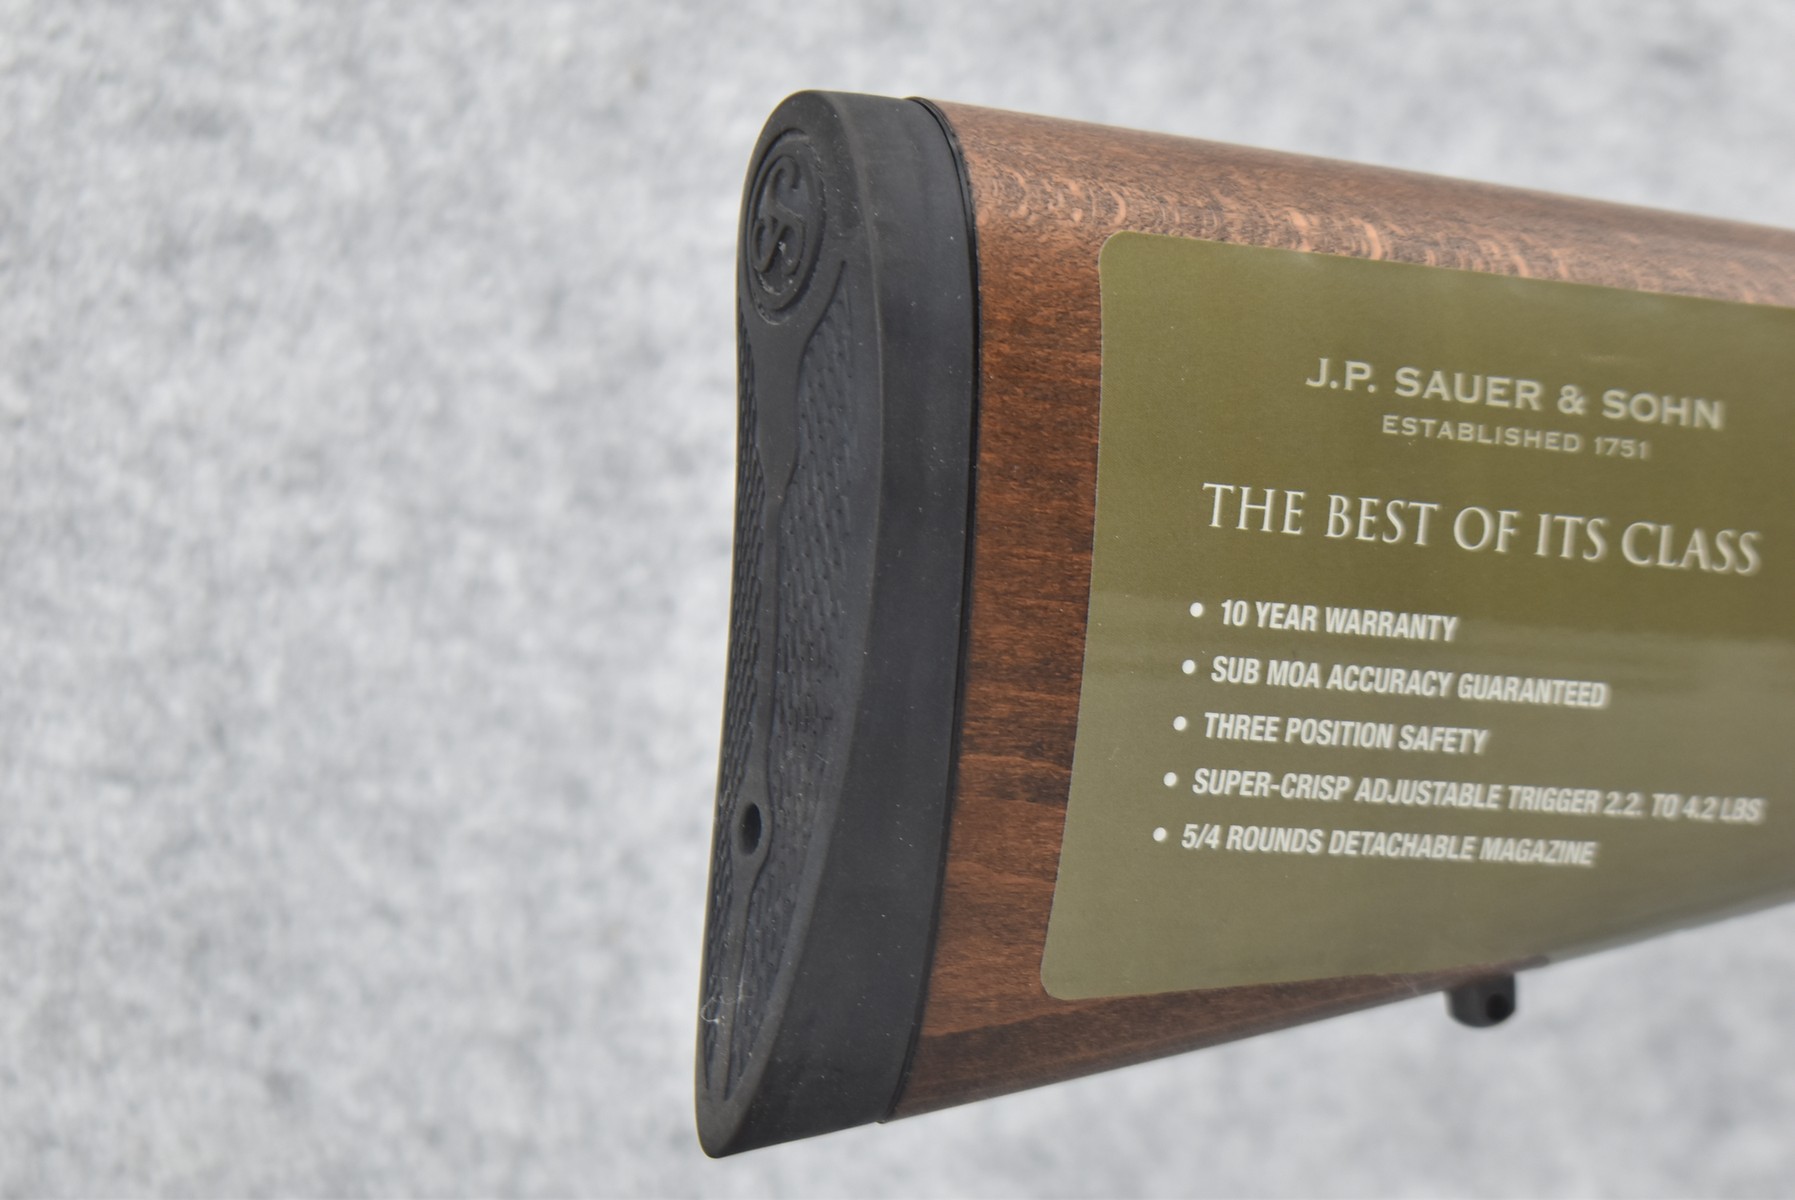 J.P. SAUER & SOHN
ESTABLISHED 1751
THE BEST OF ITS CLASS
• 10 YEAR WARRANTY
• SUB MOA ACCURACY GUARANTEED
• THREE POSITION SAFETY
• SUPER-CRISP ADJUSTABLE TRIGGER 2.2. TO 4.2 LBS
• 5/4 ROUNDS DETACHABLE MAGAZINE